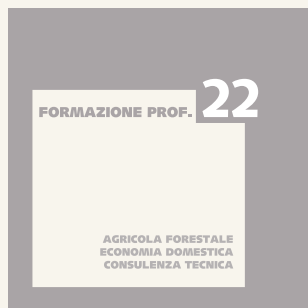 FORMAZIONE PROF. 22
AGRICOLA FORESTALE
ECONOMIA DOMESTICA
CONSULENZA TECNICA